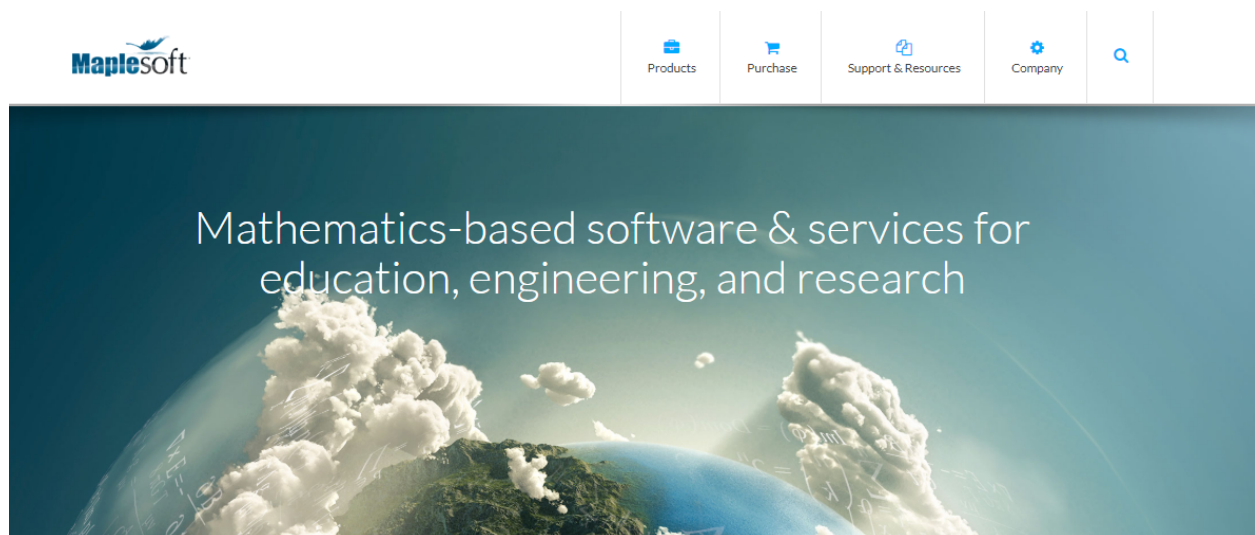 Maplesoft
Products
Purchase
Support & Resources
Company
Mathematics-based software & services for
education, engineering, and research